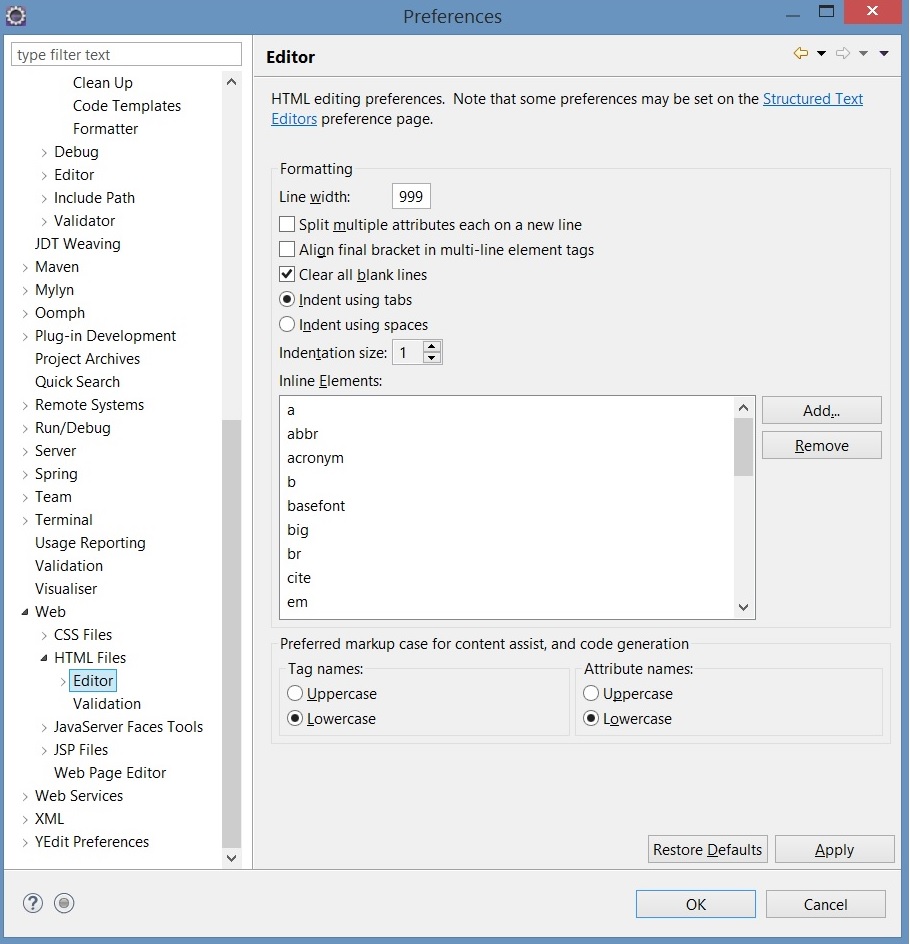 Preferences
type filter text
Clean Up
Code Templates
Formatter
Debug
Editor
Include Path
Validator
JDT Weaving
Maven
Mylyn
Oomph
Plug-in Development
Project Archives
Quick Search
Remote Systems
Run/Debug
Server
Spring
Team
Terminal
Usage Reporting
Validation
Visualiser
Web
CSS Files
HTML Files
Editor
Validation
JavaServer Faces Tools
JSP Files
Web Page Editor
Web Services
XML
YEdit Preferences
Editor
HTML editing preferences.  Note that some preferences may be set on the Structured Text
Editors preference page.
Formatting
Line width: 999
Split multiple attributes each on a new line
Align final bracket in multi-line element tags
Clear all blank lines
Indent using tabs
Indent using spaces
Indentation size: 1
Inline Elements:
a
abbr
acronym
b
basefont
big
br
cite
em
Add...
Remove
Preferred markup case for content assist, and code generation
Tag names:
Uppercase
Lowercase
Attribute names:
Uppercase
Lowercase
Restore Defaults
Apply
?
OK
Cancel